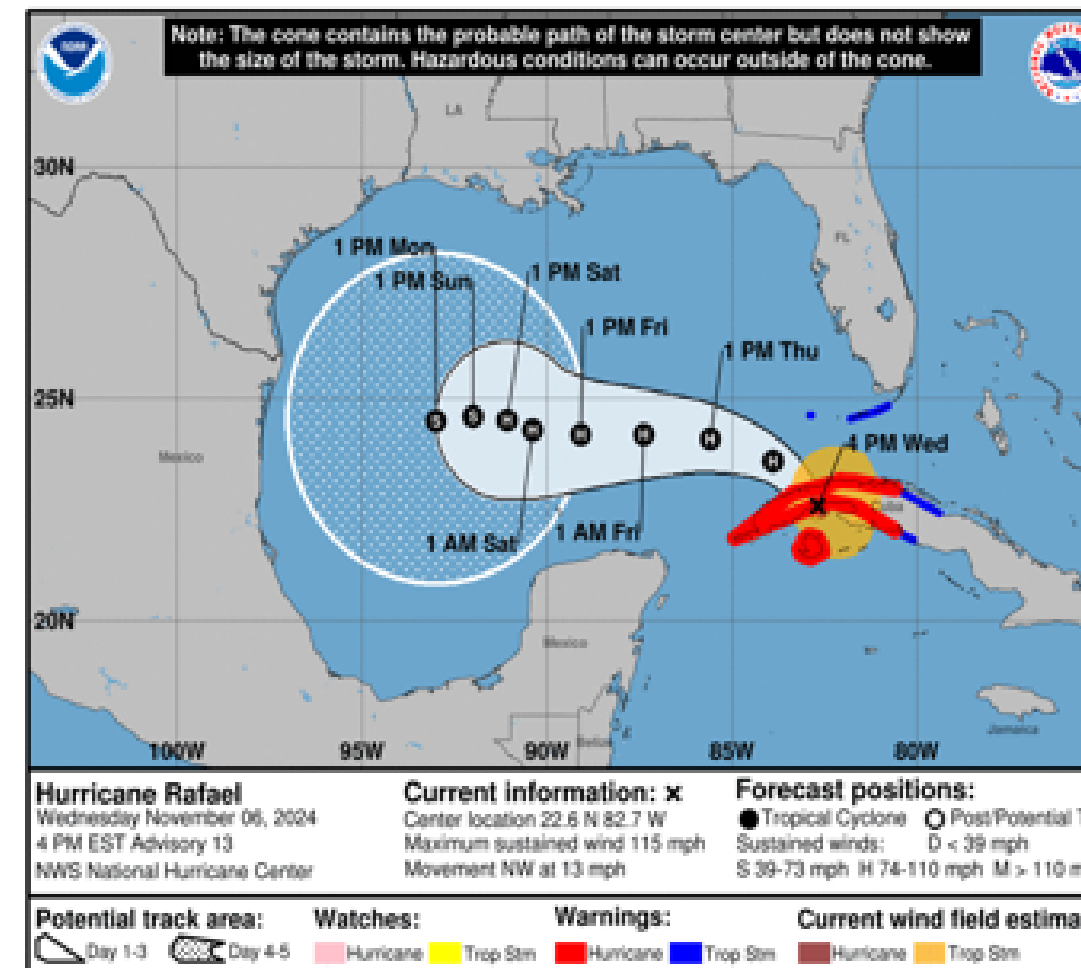 Note: The cone contains the probable path of the storm center but does not show
the size of the storm. Hazardous conditions can occur outside of the cone.
LA
30N
FL
1 PM Mon
1 PM Sun
1 PM Sat
1 PM Fri
1 PM Thu
25N
4 PM Wed
Mexico
Cuba
1 AM Sat
1 AM Fri
20N
Mexico
Belize
Jamaica
100W 95W 90W 85W 80W
S S H H H H H H
Hurricane Rafael
Wednesday November 06, 2024
4 PM EST Advisory 13
NWS National Hurricane Center
Current information: x
Center location 22.6 N 82.7 W
Maximum sustained wind 115 mph
Movement NW at 13 mph
Forecast positions:
Tropical Cyclone Post/Potential T
Sustained winds: D < 39 mph
S 39-73 mph H 74-110 mph M > 110 m
Potential track area:
Day 1-3 Day 4-5
Watches:
Hurricane Trop Stm
Warnings:
Hurricane Trop Stm
Current wind field estima
Hurricane Trop Stm